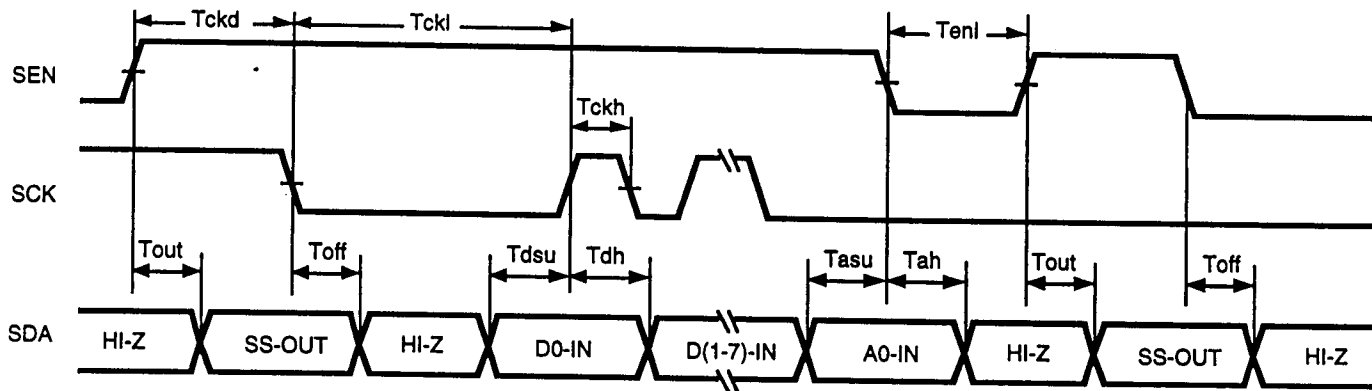 Tckd
Tckl
Tenl
SEN
Tckh
SCK
Tout
Toff
Tdsu
Tdh
Tasu
Tah
Tout
Toff
SDA
HI-Z
SS-OUT
HI-Z
D0-IN
D(1-7)-IN
A0-IN
HI-Z
SS-OUT
HI-Z